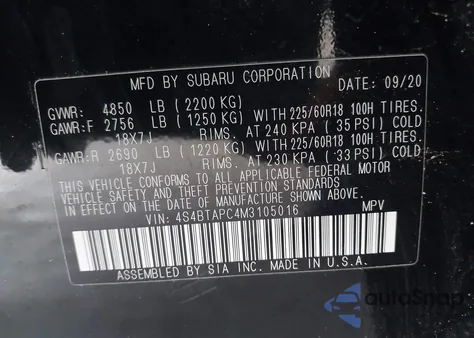 MFD BY SUBARU CORPORATION DATE: 09/20
GVWR: 4850 LB (2200 KG)
GAWR:F 2756 LB (1250 KG) WITH 225/60R18 100H TIRES.
18X7J RIMS. AT 240 KPA (35 PSI) COLD
GAWR:R 2690 LB (1220 KG) WITH 225/60R18 100H TIRES.
18X7J RIMS. AT 230 KPA (33 PSI) COLD
THIS VEHICLE CONFORMS TO ALL APPLICABLE FEDERAL MOTOR
VEHICLE SAFETY AND THEFT PREVENTION STANDARDS
IN EFFECT ON THE DATE OF MANUFACTURE SHOWN ABOVE.
VIN: 4S4BTAPC4M3105016 MPV
ASSEMBLED BY SIA INC. MADE IN U.S.A.
autoSnap